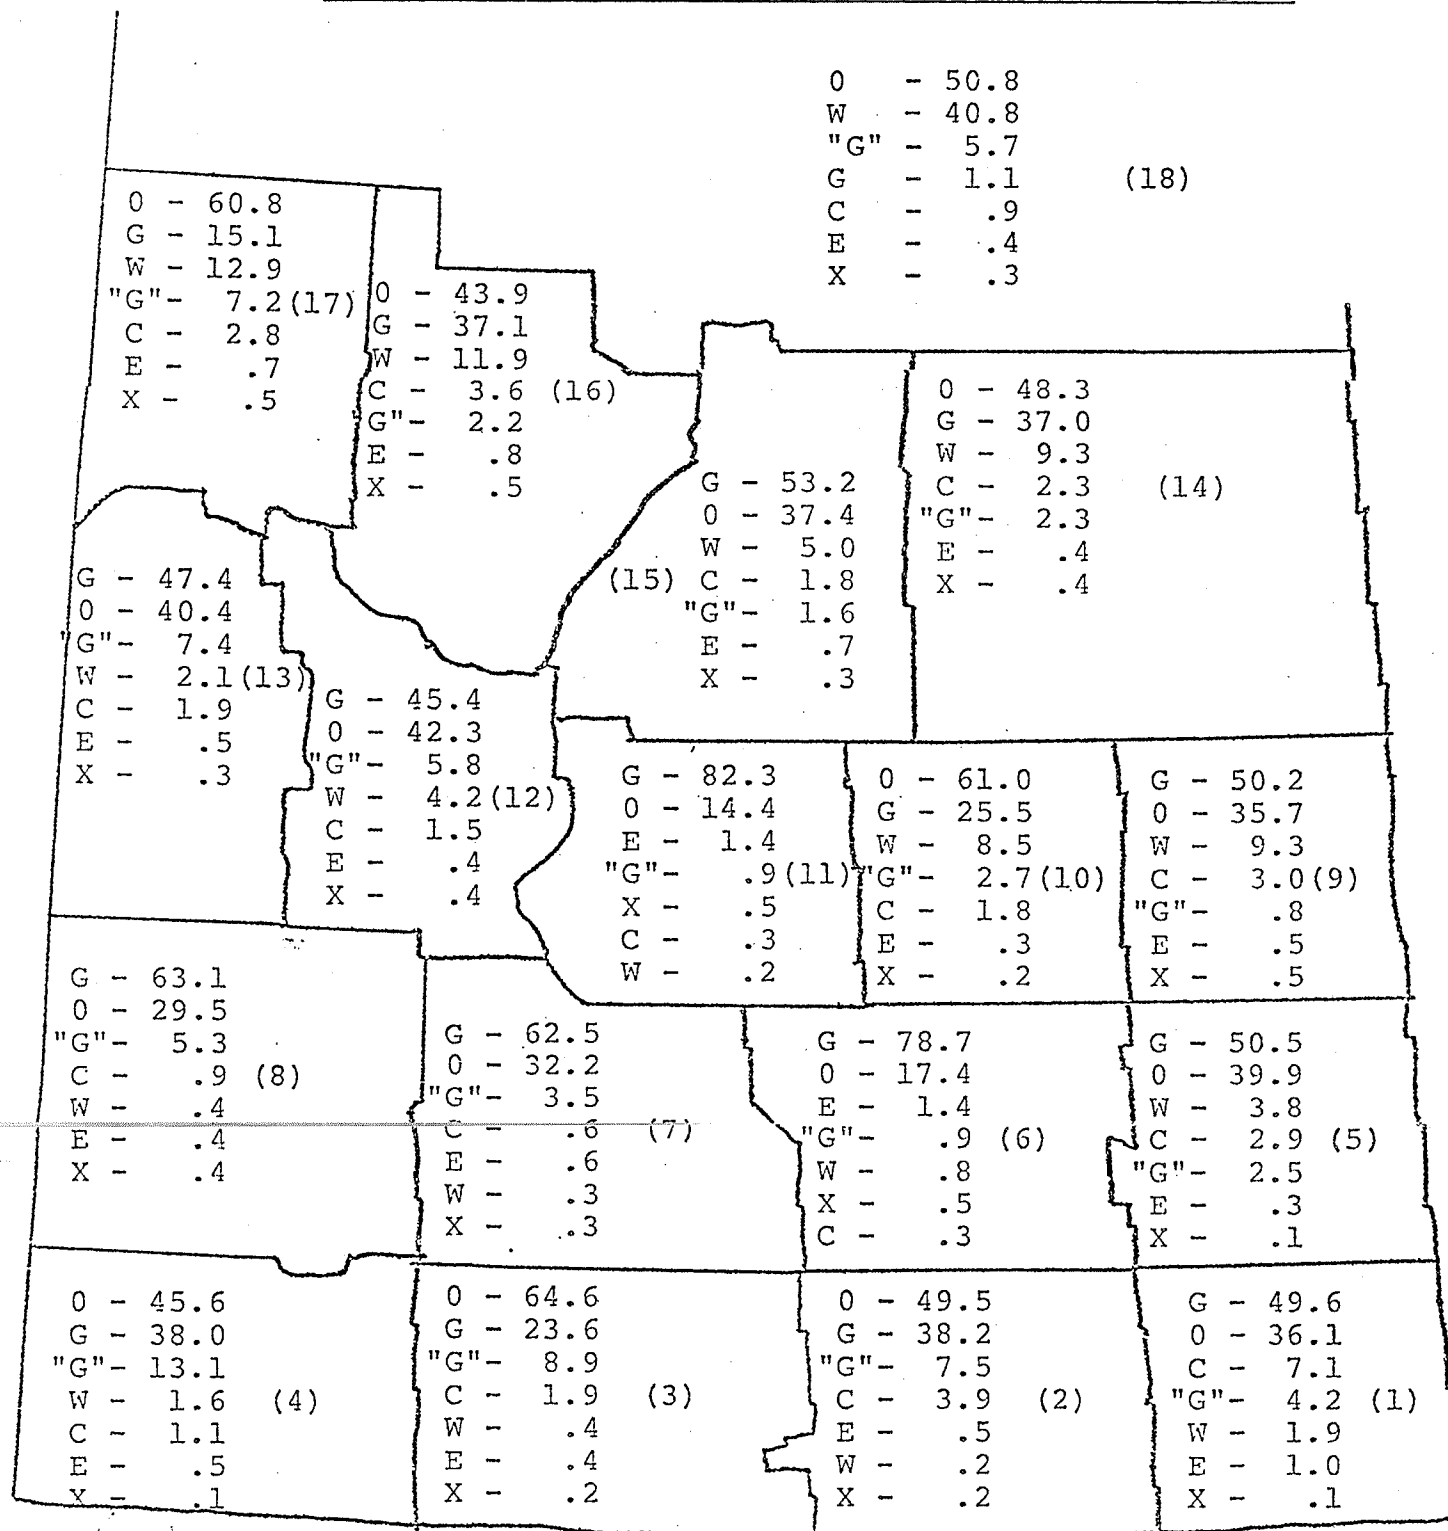 0 - 50.8
W - 40.8
"G" - 5.7
G - 1.1 (18)
C - .9
E - .4
X - .3
0 - 60.8
G - 15.1
W - 12.9
"G"- 7.2(17)
C - 2.8
E - .7
X - .5
0 - 43.9
G - 37.1
W - 11.9
C - 3.6 (16)
G"- 2.2
E - .8
X - .5
G - 53.2
0 - 37.4
W - 5.0
(15) C - 1.8
"G"- 1.6
E - .7
X - .3
0 - 48.3
G - 37.0
W - 9.3
C - 2.3 (14)
"G"- 2.3
E - .4
X - .4
G - 47.4
0 - 40.4
"G"- 7.4
W - 2.1(13)
C - 1.9
E - .5
X - .3
G - 45.4
0 - 42.3
"G"- 5.8
W - 4.2(12)
C - 1.5
E - .4
X - .4
G - 82.3
0 - 14.4
E - 1.4
"G"- .9(11)
X - .5
C - .3
W - .2
0 - 61.0
G - 25.5
W - 8.5
"G"- 2.7(10)
C - 1.8
E - .3
X - .2
G - 50.2
0 - 35.7
W - 9.3
C - 3.0(9)
"G"- .8
E - .5
X - .5
G - 63.1
0 - 29.5
"G"- 5.3
C - .9 (8)
W - .4
E - .4
X - .4
G - 62.5
0 - 32.2
"G"- 3.5
C - .6 (7)
E - .6
W - .3
X - .3
G - 78.7
0 - 17.4
E - 1.4
"G"- .9 (6)
W - .8
X - .5
C - .3
G - 50.5
0 - 39.9
W - 3.8
C - 2.9 (5)
"G"- 2.5
E - .3
X - .1
0 - 45.6
G - 38.0
"G"- 13.1
W - 1.6 (4)
C - 1.1
E - .5
X - .1
0 - 64.6
G - 23.6
"G"- 8.9
C - 1.9 (3)
W - .4
E - .4
X - .2
0 - 49.5
G - 38.2
"G"- 7.5
C - 3.9 (2)
E - .5
W - .2
X - .2
G - 49.6
0 - 36.1
C - 7.1
"G"- 4.2 (1)
W - 1.9
E - 1.0
X - .1